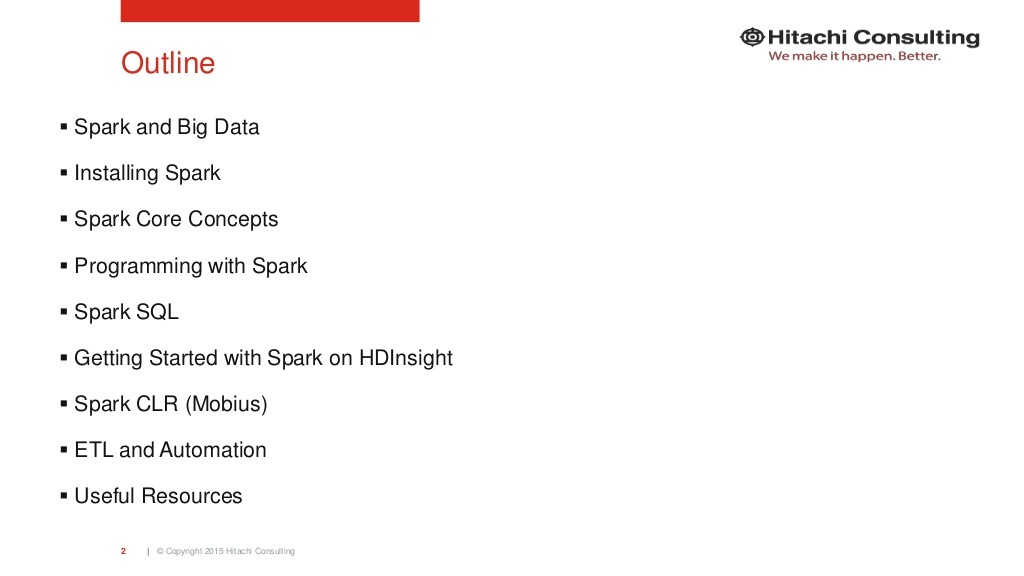 Hitachi Consulting
We make it happen. Better.
Outline
▪ Spark and Big Data
▪ Installing Spark
▪ Spark Core Concepts
▪ Programming with Spark
▪ Spark SQL
▪ Getting Started with Spark on HDInsight
▪ Spark CLR (Mobius)
▪ ETL and Automation
▪ Useful Resources
2 | © Copyright 2015 Hitachi Consulting